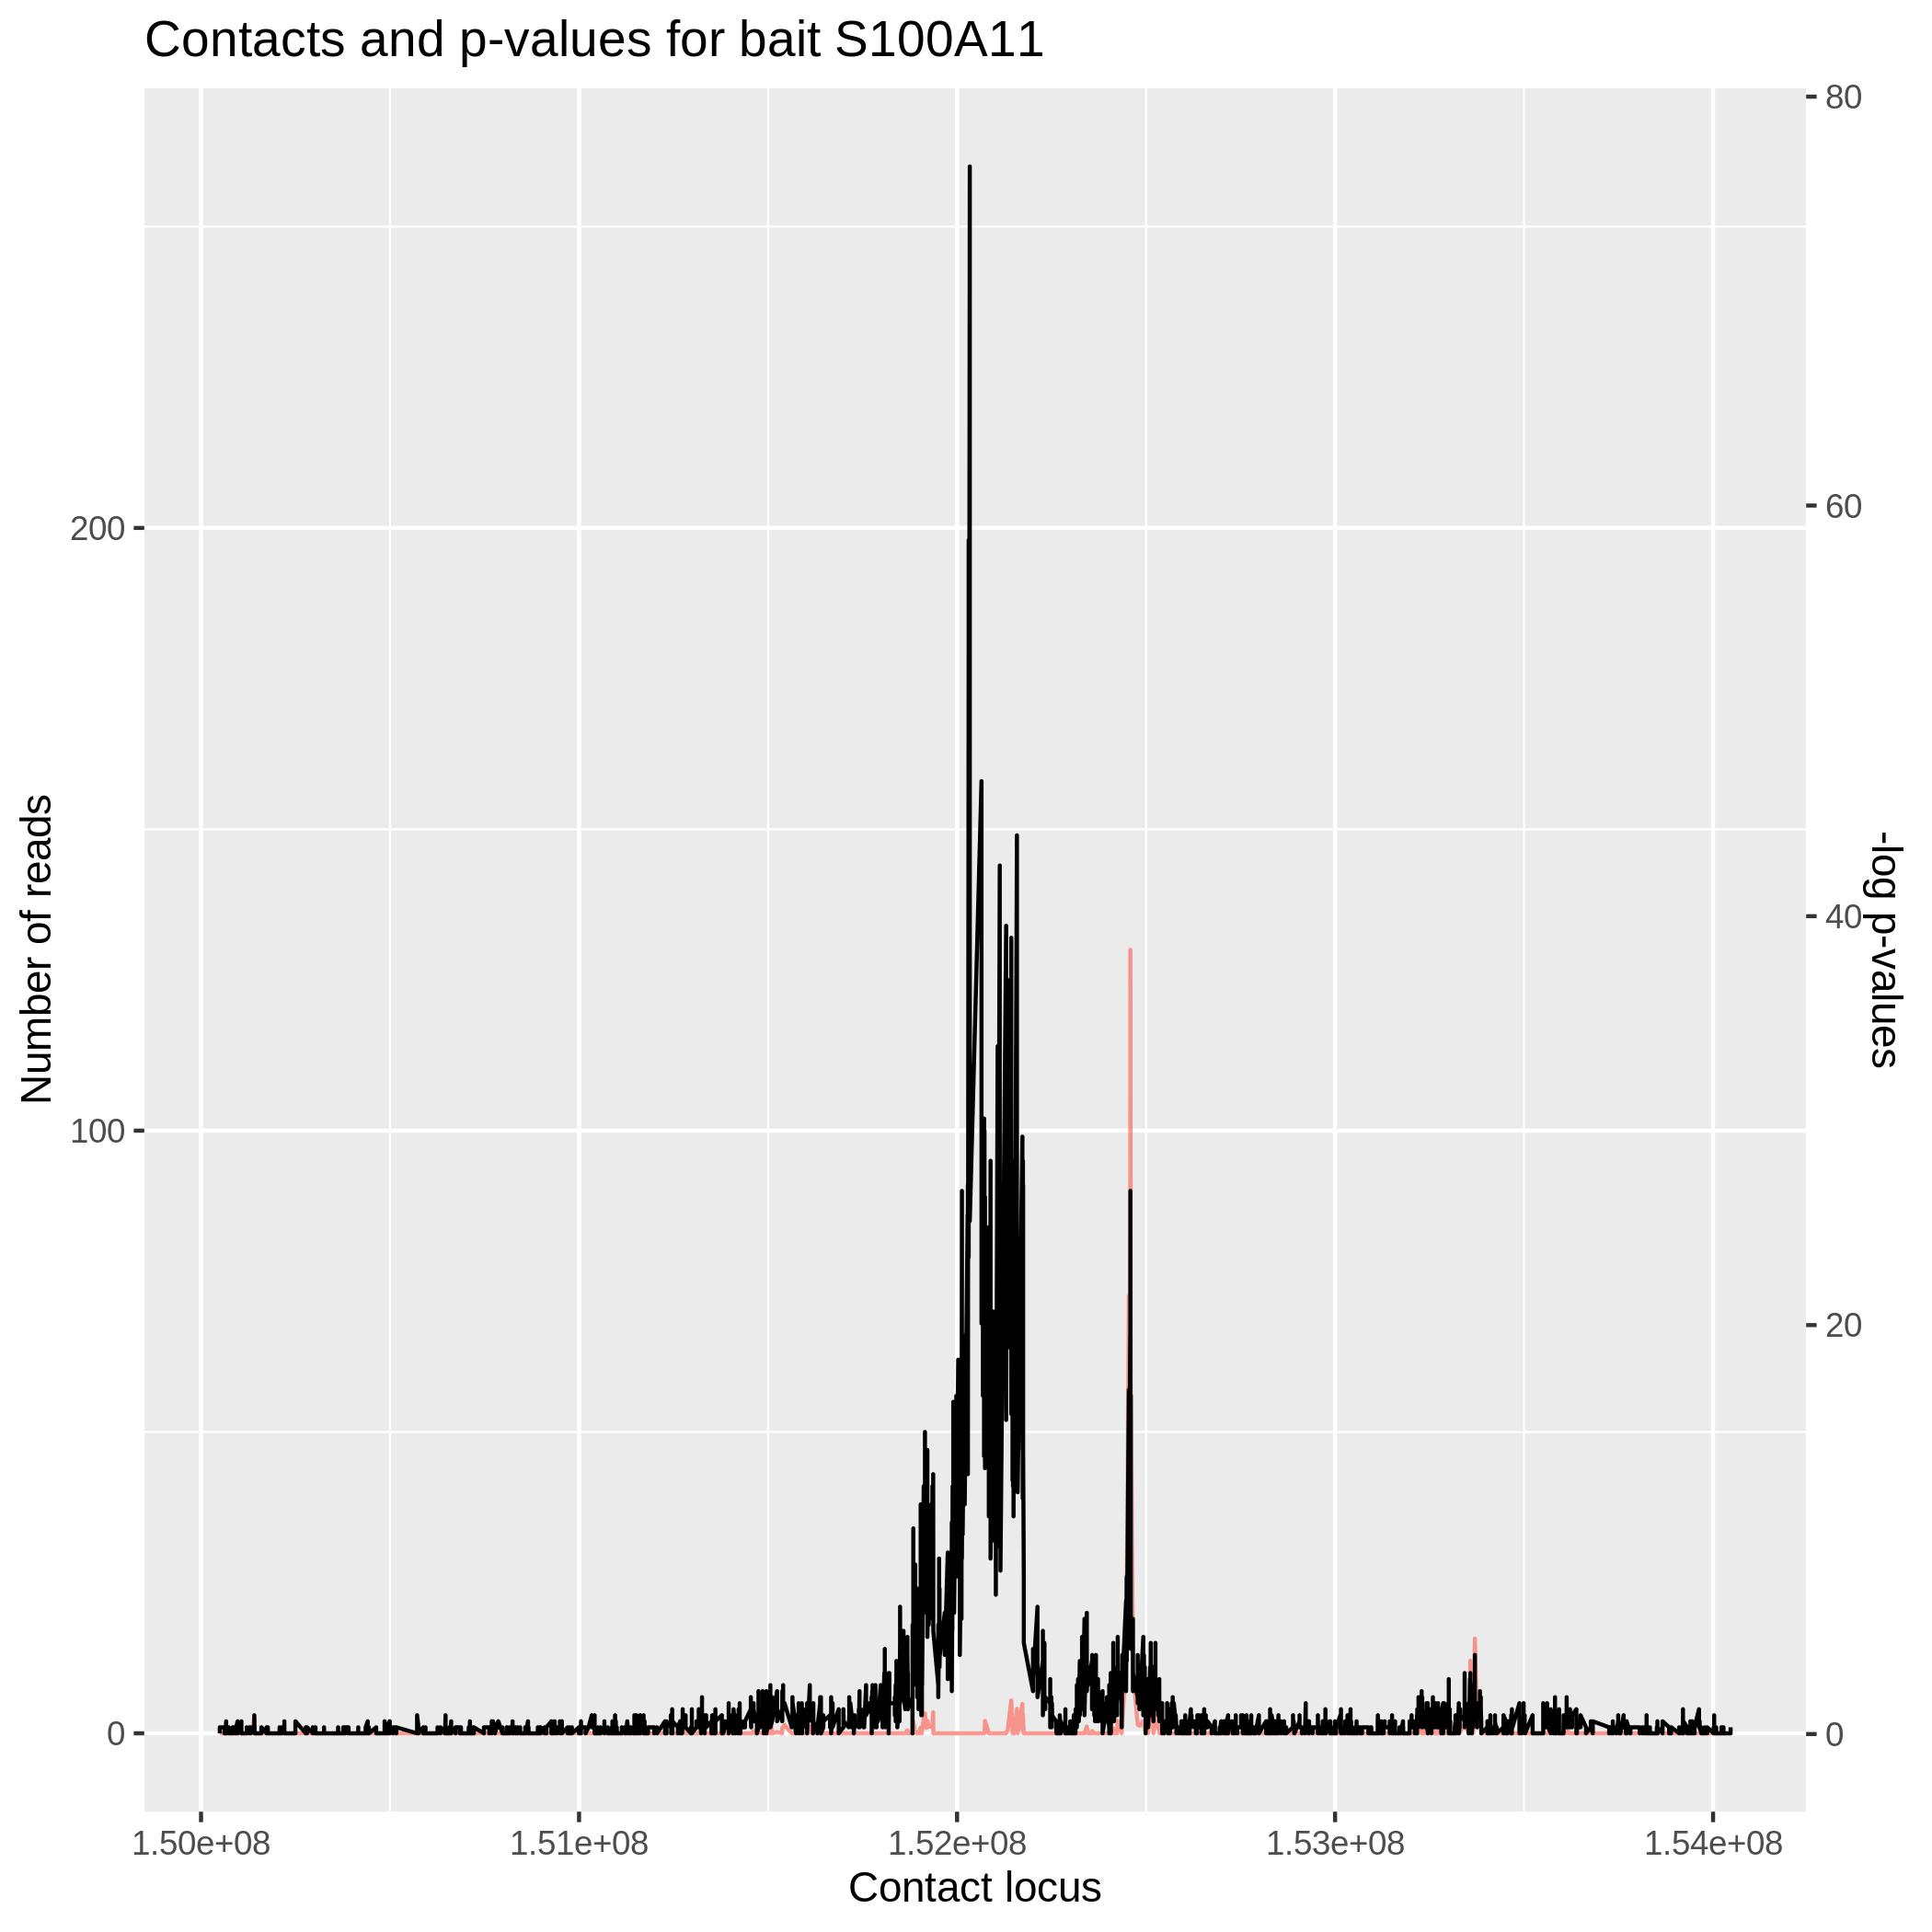 Contacts and p-values for bait S100A11
80
60
40
20
0
200
100
0
Number of reads
-log p-values
1.50e+08
1.51e+08
1.52e+08
1.53e+08
1.54e+08
Contact locus